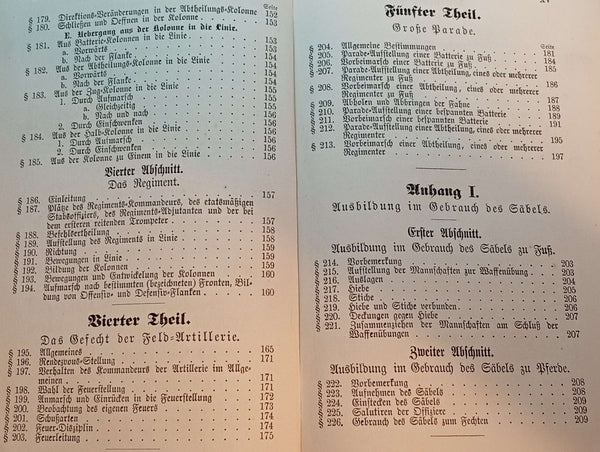 Seite
§ 179. Direktions-Veränderungen in der Abtheilungs-Kolonne 152
§ 180. Schließen und Oeffnen in der Kolonne . . . 153
E. Uebergang aus der Kolonne in die Linie.
§ 181. Aus Batterie-Kolonnen in die Linie . . . 153
a. Vorwärts . . . 153
b. Nach der Flanke . . . 154
§ 182. Aus der Abtheilungs-Kolonne in die Linie . . . 154
a. Vorwärts . . . 154
b. Nach der Flanke . . . 155
§ 183. Aus der Zug-Kolonne in die Linie . . . 155
1. Durch Aufmarsch . . . 155
a. Gleichzeitig . . . 155
b. Nach und nach . . . 156
2. Durch Einschwenken . . . 156
§ 184. Aus der Halb-Kolonne in die Linie . . . 156
1. Durch Aufmarsch . . . 156
2. Durch Einschwenken . . . 156
§ 185. Aus der Kolonne zu Einem in die Linie . . . 156
Vierter Abschnitt.
Das Regiment.
§ 186. Einleitung . . . 157
§ 187. Plätze des Regiments-Kommandeurs, des etatsmäßigen
Stabsoffiziers, des Regiments-Adjutanten und der bei
dem ersteren reitenden Trompeter . . . 157
§ 188. Befehlsertheilung . . . 158
§ 189. Aufstellung des Regiments in Linie . . . 158
§ 190. Richtung . . . 159
§ 191. Bewegungen in Linie . . . 159
§ 192. Bildung der Kolonnen . . . 159
§ 193. Bewegungen und Entwickelung der Kolonnen . . . 160
§ 194. Aufmarsch nach bestimmten (bezeichneten) Fronten, Bil-
dung von Offensiv- und Defensiv-Flanken . . . 160
Vierter Theil.
Das Gefecht der Feld-Artillerie.
§ 195. Allgemeines . . . 165
§ 196. Rendezvous-Stellung . . . 171
§ 197. Verhalten des Kommandeurs der Artillerie im Allge-
meinen . . . 171
§ 198. Wahl der Feuerstellung . . . 171
§ 199. Anmarsch und Einrücken in die Feuerstellung . . . 172
§ 200. Beobachtung des eigenen Feuers . . . 173
§ 201. Schußarten . . . 174
§ 202. Feuer-Disziplin . . . 174
§ 203. Feuerleitung . . . 175
XV
Fünfter Theil.
Große Parade.
Seite
§ 204. Allgemeine Bestimmungen . . . 181
§ 205. Parade-Aufstellung einer Batterie zu Fuß . . . 185
§ 206. Vorbeimarsch einer Batterie zu Fuß . . . 186
§ 207. Parade-Aufstellung einer Abtheilung, eines oder mehrerer
Regimenter zu Fuß . . . 186
§ 208. Vorbeimarsch einer Abtheilung, eines oder mehrerer
Regimenter zu Fuß . . . 187
§ 209. Abholen und Abbringen der Fahne
§ 210. Parade-Aufstellung einer bespannten Batterie
§ 211. Vorbeimarsch einer bespannten Batterie
§ 212. Parade-Aufstellung einer Abtheilung, eines oder mehrerer
Regimenter . . . 195
§ 213. Vorbeimarsch einer Abtheilung, eines oder mehrerer
Regimenter . . . 197
Anhang I.
Ausbildung im Gebrauch des Säbels.
Erster Abschnitt.
Ausbildung im Gebrauch des Säbels zu Fuß.
§ 214. Vorbemerkung . . . 203
§ 215. Aufstellung der Mannschaften zur Waffenübung . . . 203
§ 216. Auslagen . . . 204
§ 217. Hiebe . . . 205
§ 218. Stiche . . . 206
§ 219. Hiebe und Stiche verbunden . . . 206
§ 220. Deckungen gegen Hiebe . . . 207
§ 221. Zusammenziehen der Mannschaften am Schluß der
Waffenübungen . . . 207
Zweiter Abschnitt.
Ausbildung im Gebrauch des Säbels zu Pferde.
§ 222. Vorbemerkung . . . 208
§ 223. Aufnehmen des Säbels . . . 208
§ 224. Einstecken des Säbels . . . 209
§ 225. Salutiren der Offiziere . . . 209
§ 226. Gebrauch des Säbels zum Fechten . . . 209